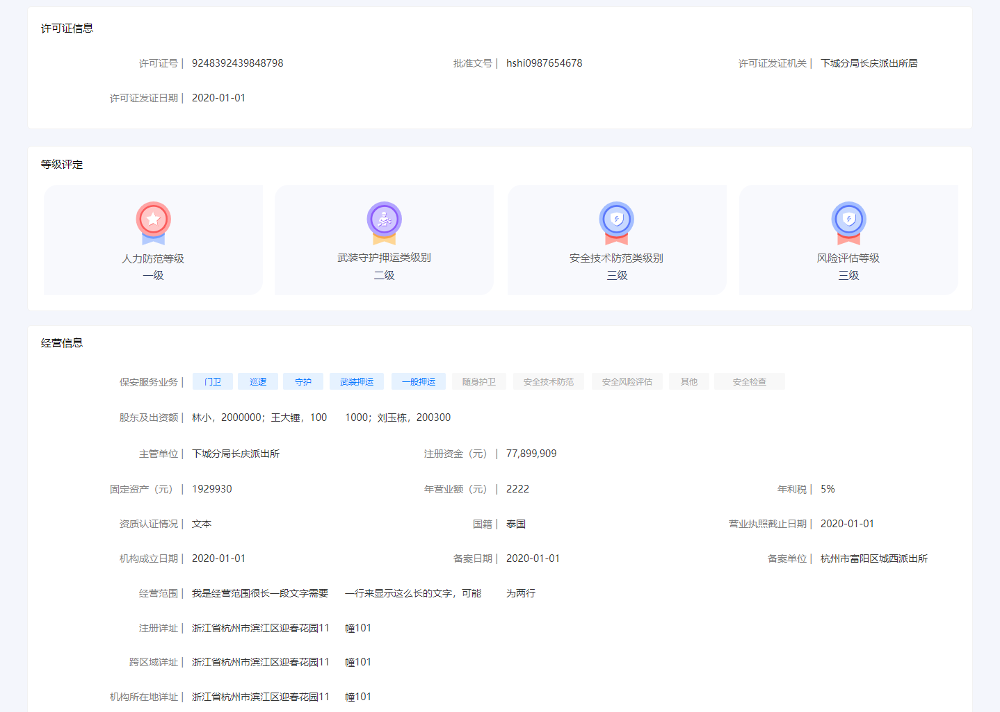 许可证信息
许可证号 | 9248392439848798 批准文号 | hshi0987654678 许可证发证机关 | 下城分局长庆派出所居
许可证发证日期 | 2020-01-01
等级评定
人力防范等级 武装守护押运类级别 安全技术防范类级别 风险评估等级
一级 二级 三级 三级
经营信息
保安服务业务 | 门卫 巡逻 守护 武装押运 一般押运 随身护卫 安全技术防范 安全风险评估 其他 安全检查
股东及出资额 | 林小，2000000；王大锤，100 1000；刘玉栋，200300
主管单位 | 下城分局长庆派出所 注册资金（元） | 77,899,909
固定资产（元） | 1929930 年营业额（元） | 2222 年利税 | 5%
资质认证情况 | 文本 国籍 | 泰国 营业执照截止日期 | 2020-01-01
机构成立日期 | 2020-01-01 备案日期 | 2020-01-01 备案单位 | 杭州市富阳区城西派出所
经营范围 | 我是经营范围很长一段文字需要 一行来显示这么长的文字，可能 为两行
注册详址 | 浙江省杭州市滨江区迎春花园11 幢101
跨区域详址 | 浙江省杭州市滨江区迎春花园11 幢101
机构所在地详址 | 浙江省杭州市滨江区迎春花园11 幢101